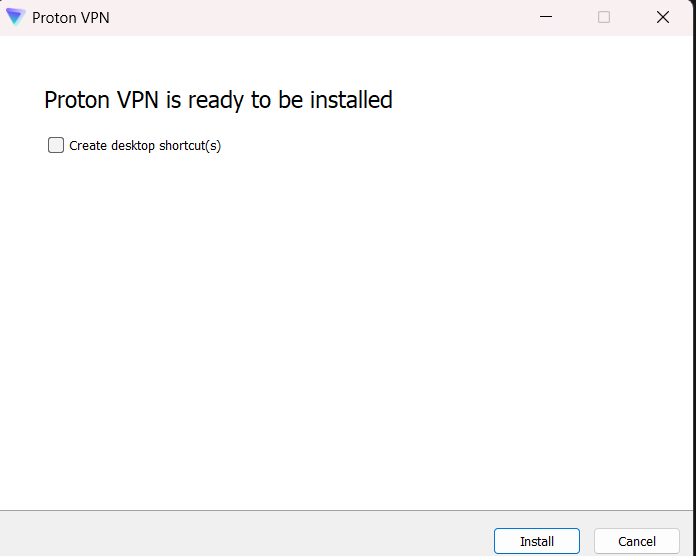 Proton VPN
Proton VPN is ready to be installed
Create desktop shortcut(s)
Install
Cancel